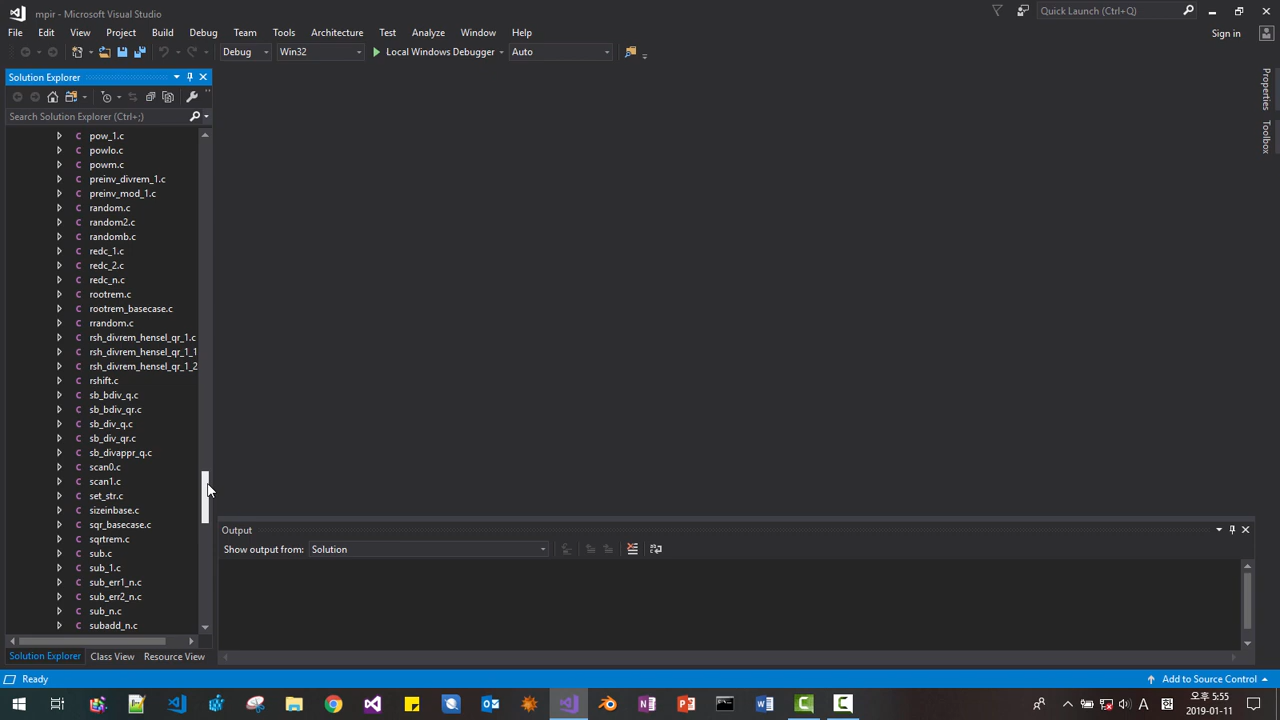 mpir - Microsoft Visual Studio
Quick Launch (Ctrl+Q)
File Edit View Project Build Debug Team Tools Architecture Test Analyze Window Help
Sign in
Debug Win32 Local Windows Debugger Auto
Solution Explorer
Search Solution Explorer (Ctrl+;)
pow_1.c
powlo.c
powm.c
preinv_divrem_1.c
preinv_mod_1.c
random.c
random2.c
randomb.c
redc_1.c
redc_2.c
redc_n.c
rootrem.c
rootrem_basecase.c
rrandom.c
rsh_divrem_hensel_qr_1.c
rsh_divrem_hensel_qr_1_1
rsh_divrem_hensel_qr_1_2
rshift.c
sb_bdiv_q.c
sb_bdiv_qr.c
sb_div_q.c
sb_div_qr.c
sb_divappr_q.c
scan0.c
scan1.c
set_str.c
sizeinbase.c
sqr_basecase.c
sqrtrem.c
sub.c
sub_1.c
sub_err1_n.c
sub_err2_n.c
sub_n.c
subadd_n.c
Solution Explorer Class View Resource View
Properties
Toolbox
Output
Show output from: Solution
Ready
Add to Source Control
A
오후 5:55
2019-01-11